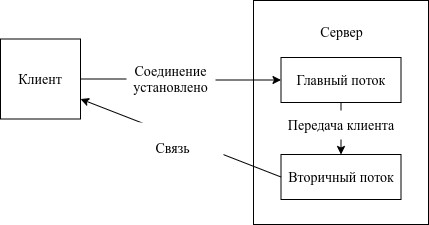 Сервер
Клиент
Соединение
установлено
Главный поток
Передача клиента
Связь
Вторичный поток